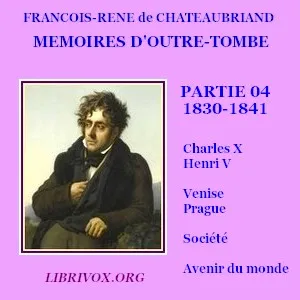 FRANCOIS-RENE de CHATEAUBRIAND
MEMOIRES D'OUTRE-TOMBE
PARTIE 04
1830-1841
Charles X
Henri V
Venise
Prague
Société
Avenir du monde
LIBRIVOX.ORG